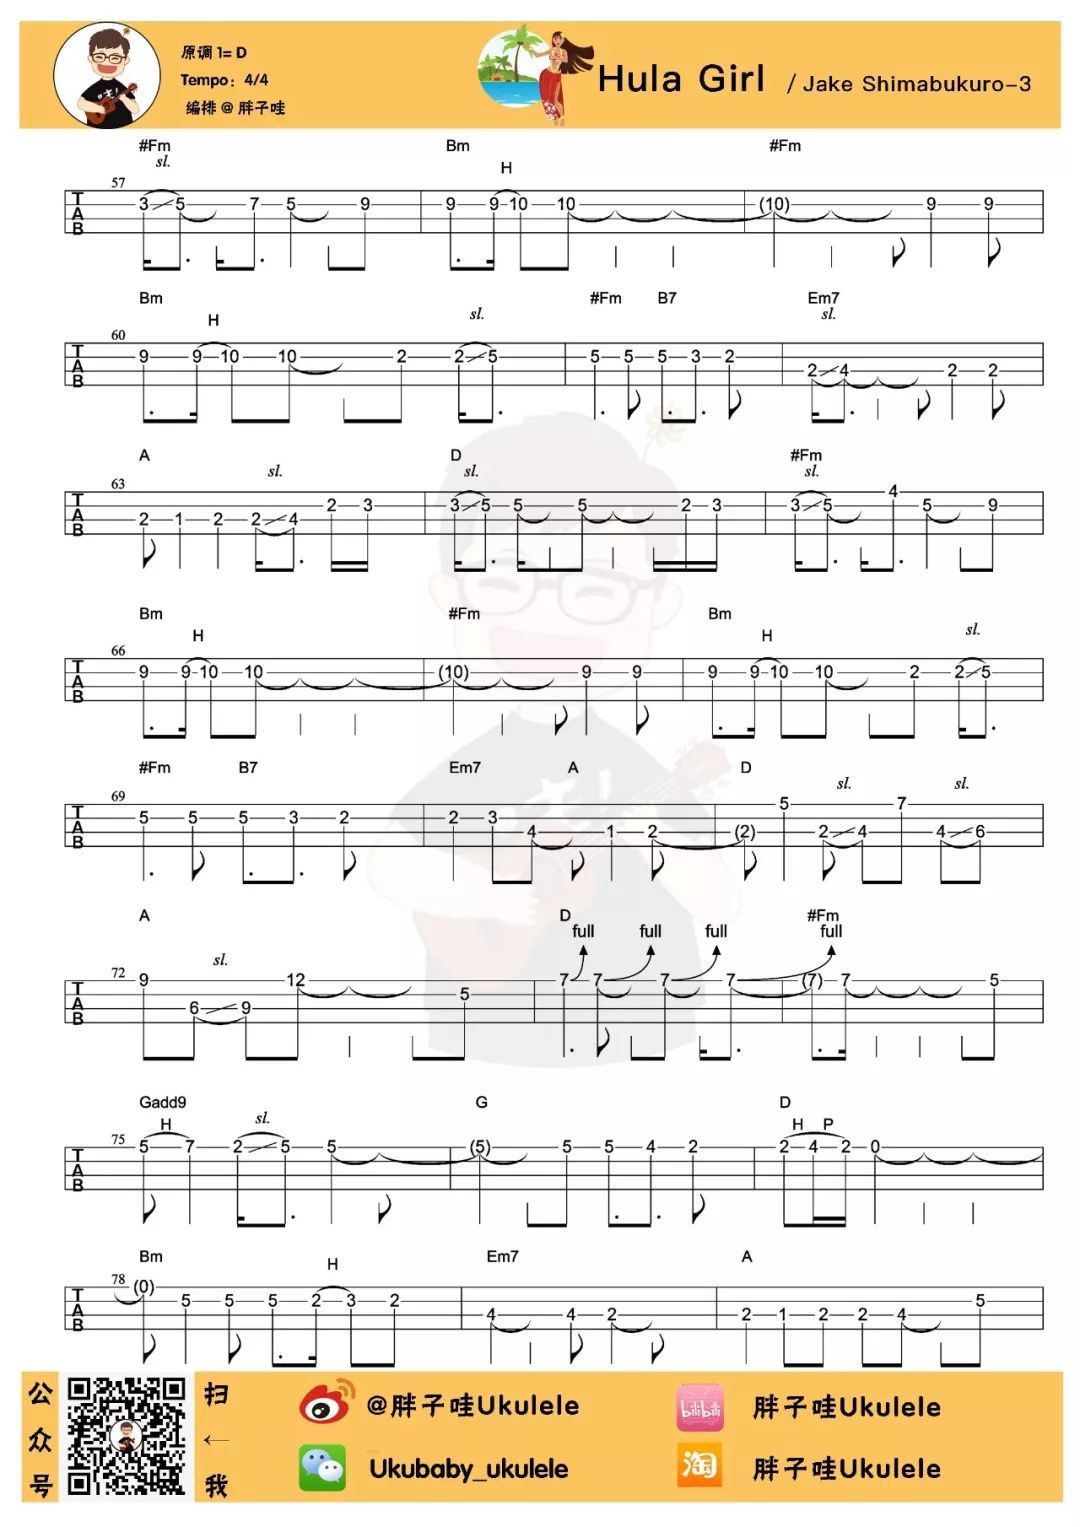 原调 1= D
Tempo：4/4
编排 @ 胖子哇
Hula Girl / Jake Shimabukuro-3
#Fm Bm #Fm
sl. H
57
T A B 3 5 7 5 9 9 9 10 10 (10) 9 9
Bm #Fm B7 Em7
H sl. sl.
60
T A B 9 9 10 10 2 2 5 5 5 5 3 2 2 4 2 2
A D #Fm
sl. sl. sl.
63
T A B 2 1 2 2 4 2 3 3 5 5 5 2 3 3 5 4 5 9
Bm #Fm Bm
H H sl.
66
T A B 9 9 10 10 (10) 9 9 9 9 10 10 2 2 5
#Fm B7 Em7 A D
sl. sl.
69
T A B 5 5 5 3 2 2 3 4 1 2 (2) 5 2 4 7 4 6
A D #Fm
sl. full full full full
72
T A B 9 6 9 12 5 7 7 7 7 (7) 7 5
Gadd9 G D
H sl. H P
75
T A B 5 7 2 5 5 (5) 5 5 4 2 2 4 2 0
Bm Em7 A
H
78
T A B (0) 5 5 5 2 3 2 4 4 2 2 1 2 2 4 5
公众号
扫←我
@胖子哇Ukulele
bilibili 胖子哇Ukulele
Ukubaby_ukulele
淘 胖子哇Ukulele